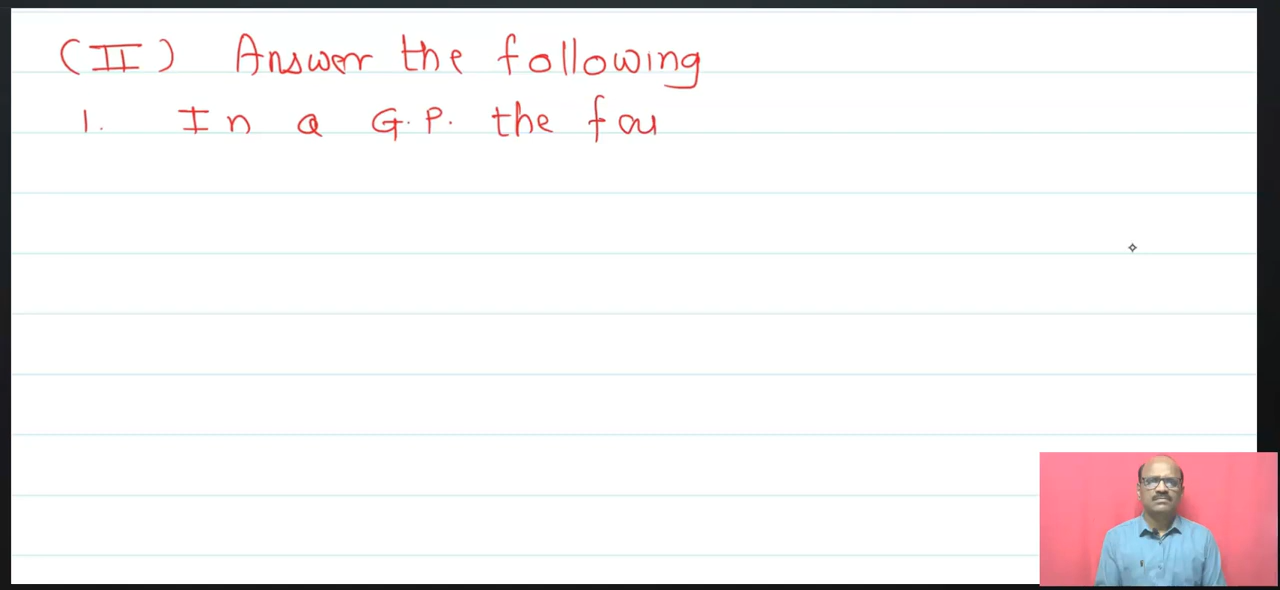 (II) Answer the following
1. In a G.P. the fou